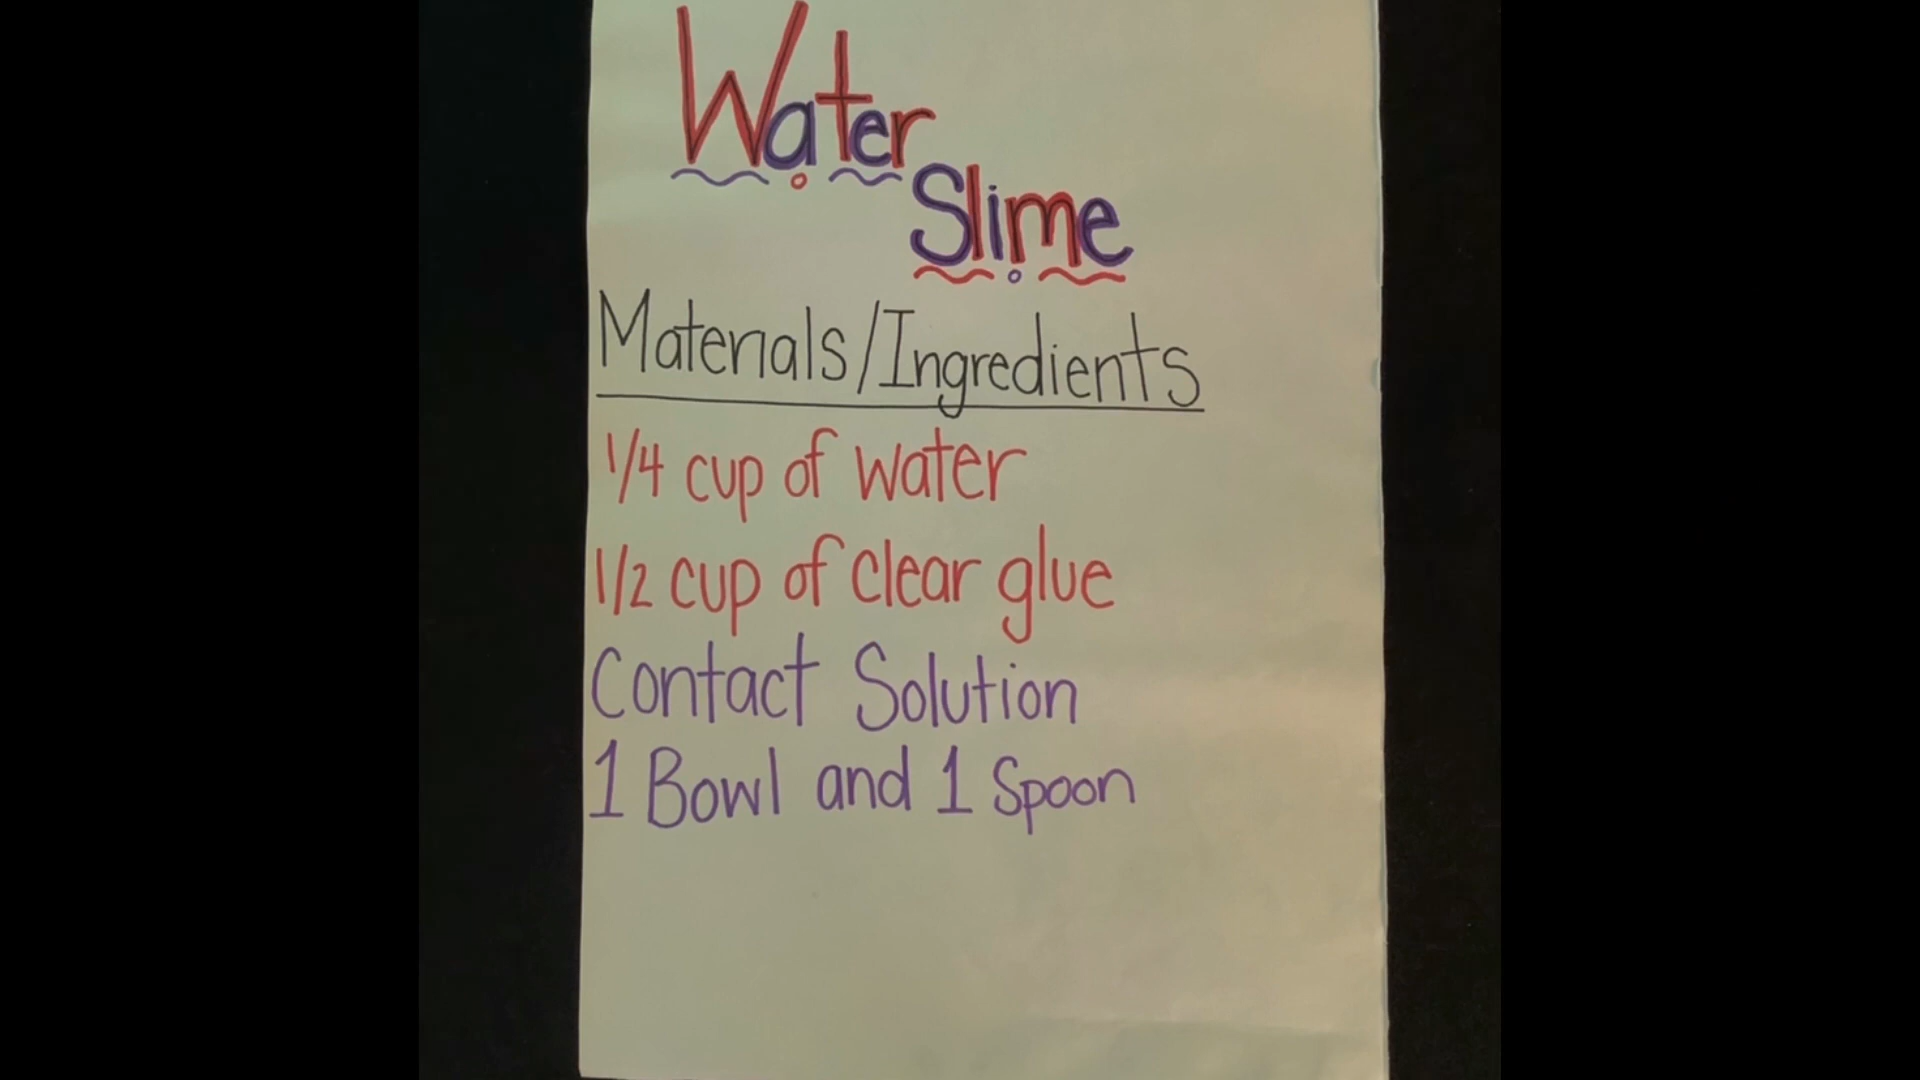 Water
Slime
Materials/Ingredients
1/4 cup of water
1/2 cup of clear glue
Contact Solution
1 Bowl and 1 Spoon